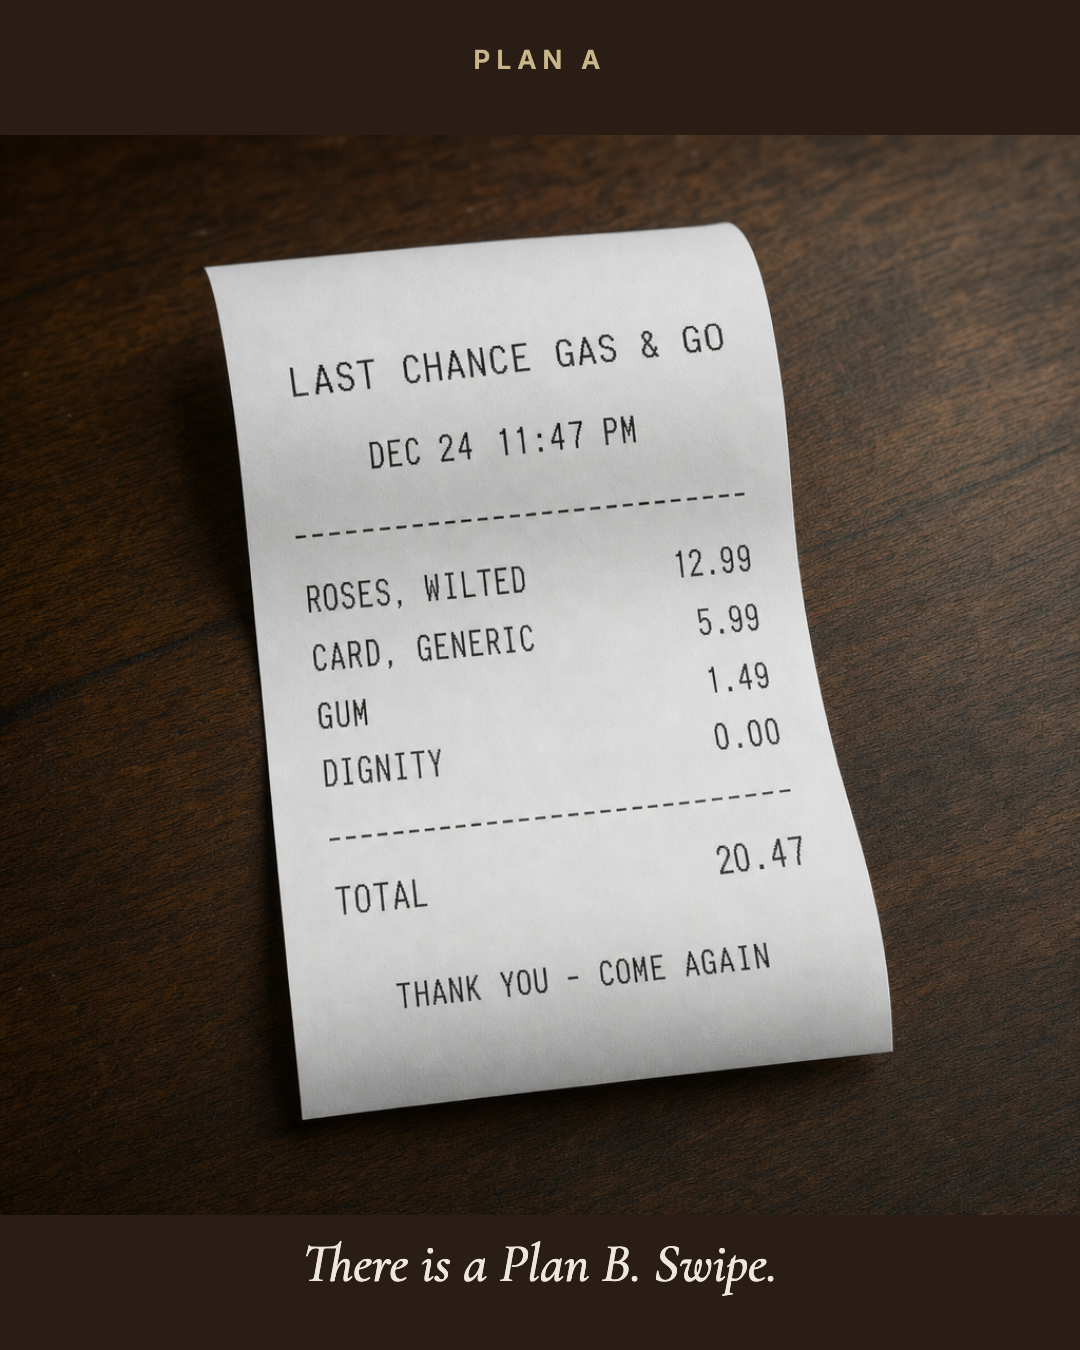 PLAN A
LAST CHANCE GAS & GO
DEC 24 11:47 PM
---------------------------
ROSES, WILTED 12.99
CARD, GENERIC 5.99
GUM 1.49
DIGNITY 0.00
---------------------------
TOTAL 20.47
THANK YOU - COME AGAIN
There is a Plan B. Swipe.